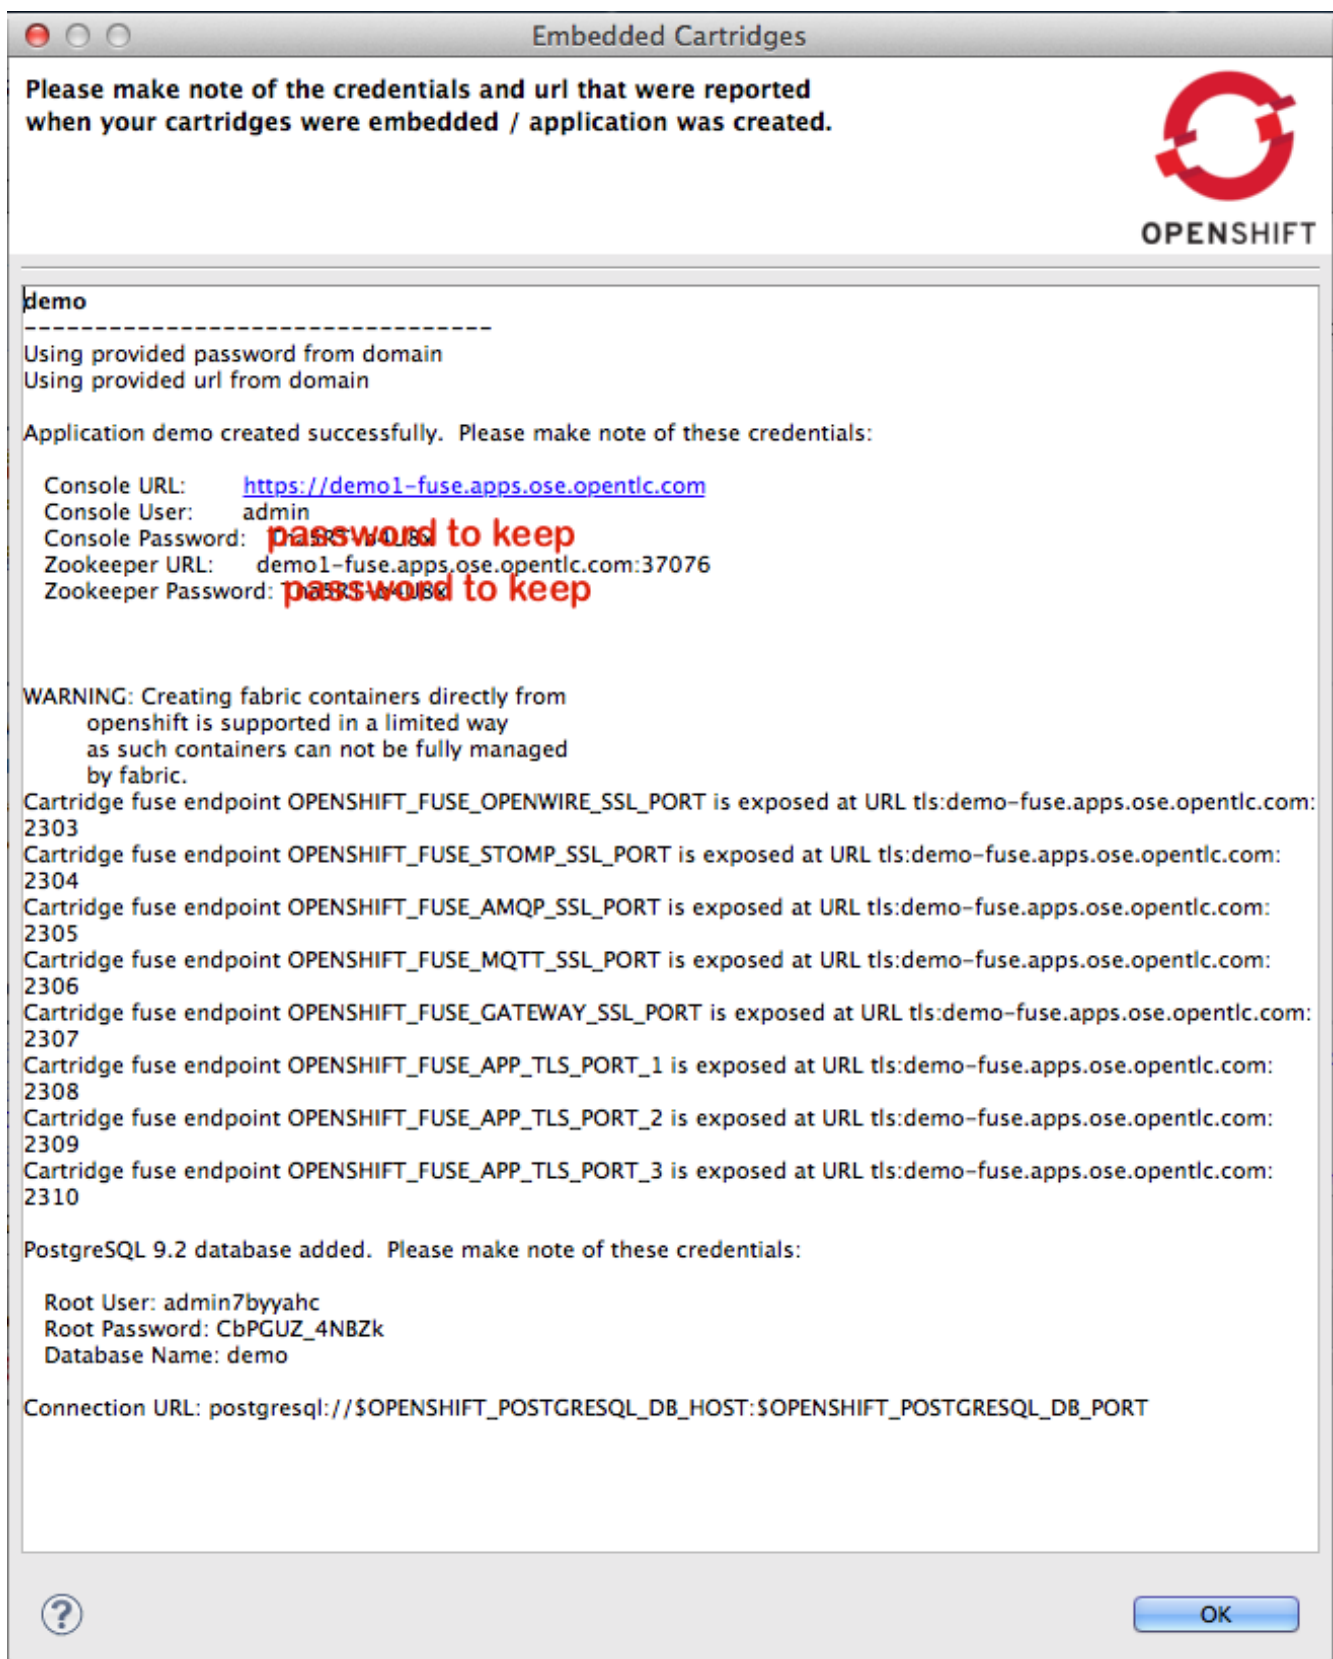 Embedded Cartridges
Please make note of the credentials and url that were reported
when your cartridges were embedded / application was created.
OPENSHIFT
demo
---------------------------------
Using provided password from domain
Using provided url from domain
Application demo created successfully.  Please make note of these credentials:
Console URL: https://demo1-fuse.apps.ose.opentlc.com
Console User: admin
Console Password: password to keep
Zookeeper URL: demo1-fuse.apps.ose.opentlc.com:37076
Zookeeper Password: password to keep
WARNING: Creating fabric containers directly from
openshift is supported in a limited way
as such containers can not be fully managed
by fabric.
Cartridge fuse endpoint OPENSHIFT_FUSE_OPENWIRE_SSL_PORT is exposed at URL tls:demo-fuse.apps.ose.opentlc.com:
2303
Cartridge fuse endpoint OPENSHIFT_FUSE_STOMP_SSL_PORT is exposed at URL tls:demo-fuse.apps.ose.opentlc.com:
2304
Cartridge fuse endpoint OPENSHIFT_FUSE_AMQP_SSL_PORT is exposed at URL tls:demo-fuse.apps.ose.opentlc.com:
2305
Cartridge fuse endpoint OPENSHIFT_FUSE_MQTT_SSL_PORT is exposed at URL tls:demo-fuse.apps.ose.opentlc.com:
2306
Cartridge fuse endpoint OPENSHIFT_FUSE_GATEWAY_SSL_PORT is exposed at URL tls:demo-fuse.apps.ose.opentlc.com:
2307
Cartridge fuse endpoint OPENSHIFT_FUSE_APP_TLS_PORT_1 is exposed at URL tls:demo-fuse.apps.ose.opentlc.com:
2308
Cartridge fuse endpoint OPENSHIFT_FUSE_APP_TLS_PORT_2 is exposed at URL tls:demo-fuse.apps.ose.opentlc.com:
2309
Cartridge fuse endpoint OPENSHIFT_FUSE_APP_TLS_PORT_3 is exposed at URL tls:demo-fuse.apps.ose.opentlc.com:
2310
PostgreSQL 9.2 database added.  Please make note of these credentials:
Root User: admin7byyahc
Root Password: CbPGUZ_4NBZk
Database Name: demo
Connection URL: postgresql://$OPENSHIFT_POSTGRESQL_DB_HOST:$OPENSHIFT_POSTGRESQL_DB_PORT
?
OK